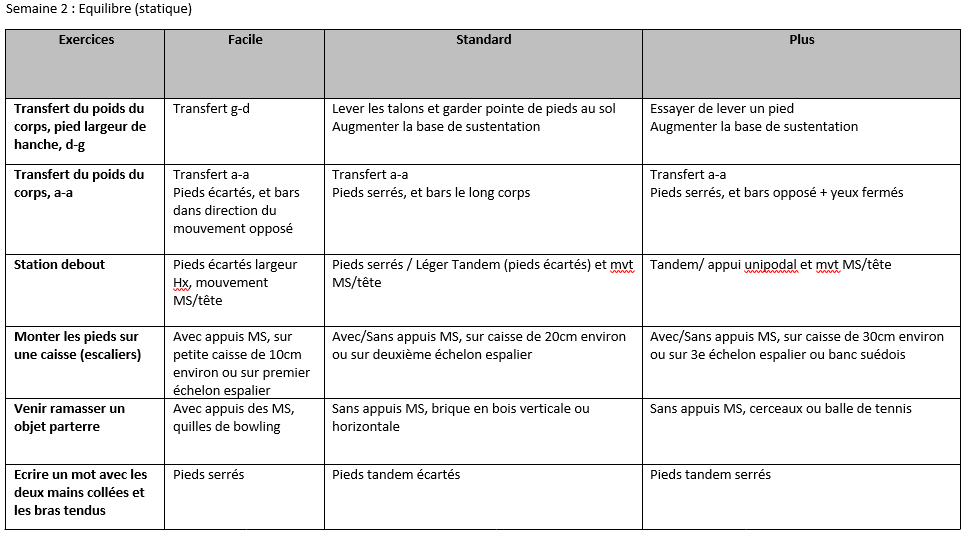 Semaine 2 : Equilibre (statique)
Exercices
Facile
Standard
Plus
Transfert du poids du
corps, pied largeur de
hanche, d-g
Transfert g-d
Lever les talons et garder pointe de pieds au sol
Augmenter la base de sustentation
Essayer de lever un pied
Augmenter la base de sustentation
Transfert du poids du
corps, a-a
Transfert a-a
Pieds écartés, et bars
dans direction du
mouvement opposé
Transfert a-a
Pieds serrés, et bars le long corps
Transfert a-a
Pieds serrés, et bars opposé + yeux fermés
Station debout
Pieds écartés largeur
Hx, mouvement
MS/tête
Pieds serrés / Léger Tandem (pieds écartés) et mvt
MS/tête
Tandem/ appui unipodal et mvt MS/tête
Monter les pieds sur
une caisse (escaliers)
Avec appuis MS, sur
petite caisse de 10cm
environ ou sur premier
échelon espalier
Avec/Sans appuis MS, sur caisse de 20cm environ
ou sur deuxième échelon espalier
Avec/Sans appuis MS, sur caisse de 30cm environ
ou sur 3e échelon espalier ou banc suédois
Venir ramasser un
objet parterre
Avec appuis des MS,
quilles de bowling
Sans appuis MS, brique en bois verticale ou
horizontale
Sans appuis MS, cerceaux ou balle de tennis
Ecrire un mot avec les
deux mains collées et
les bras tendus
Pieds serrés
Pieds tandem écartés
Pieds tandem serrés